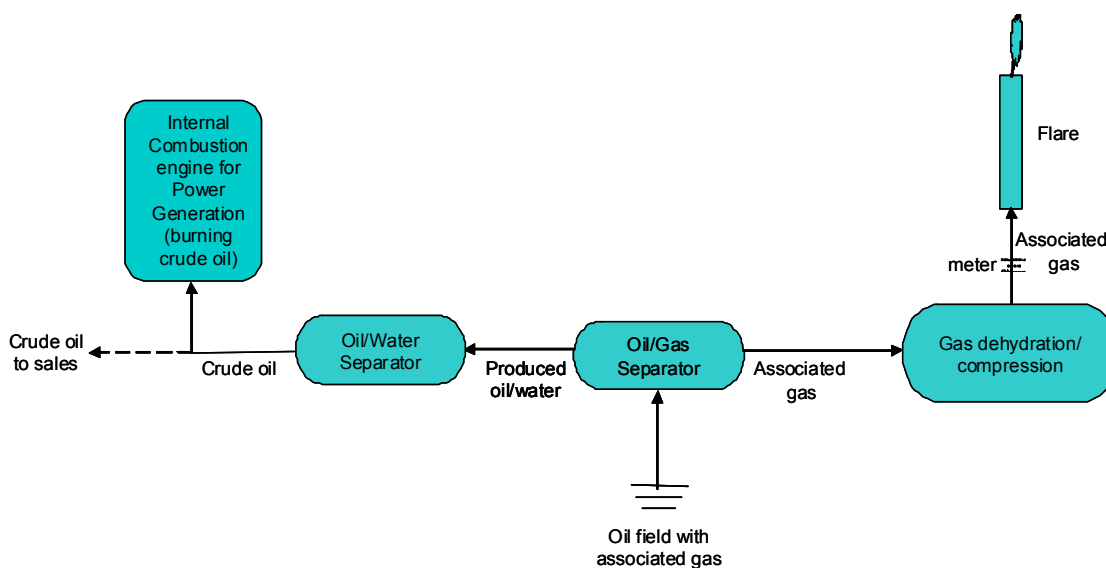 Internal
Combustion
engine for
Power
Generation
(burning
crude oil)
Flare
Associated
gas
meter
Crude oil
to sales
Crude oil
Oil/Water
Separator
Produced
oil/water
Oil/Gas
Separator
Associated
gas
Gas dehydration/
compression
Oil field with
associated gas